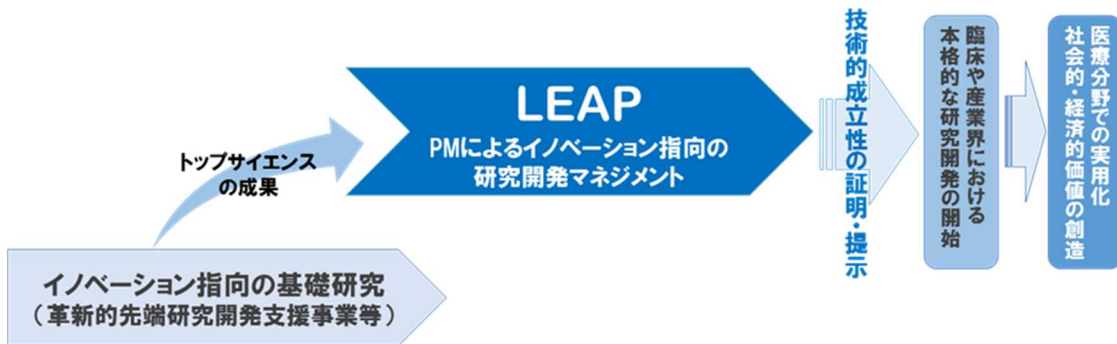 LEAP
PMによるイノベーション指向の
研究開発マネジメント
トップサイエンス
の成果
イノベーション指向の基礎研究
（革新的先端研究開発支援事業等）
技術的成立性の証明・提示
臨床や産業界における
本格的な研究開発の開始
医療分野での実用化
社会的・経済的価値の創造